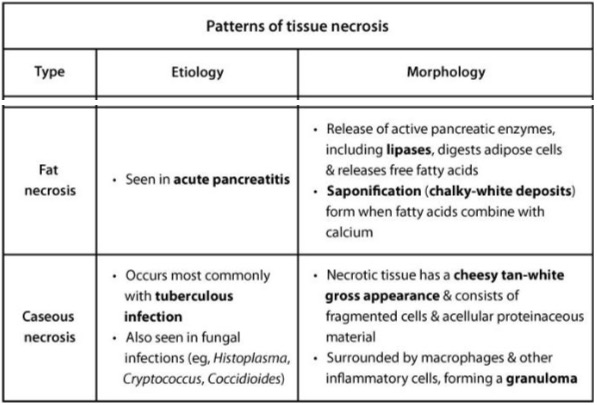 Patterns of tissue necrosis
Type
Etiology
Morphology
Fat
necrosis
• Seen in acute pancreatitis
• Release of active pancreatic enzymes,
including lipases, digests adipose cells
& releases free fatty acids
• Saponification (chalky-white deposits)
form when fatty acids combine with
calcium
Caseous
necrosis
• Occurs most commonly
with tuberculous
infection
• Also seen in fungal
infections (eg, Histoplasma,
Cryptococcus, Coccidioides)
• Necrotic tissue has a cheesy tan-white
gross appearance & consists of
fragmented cells & acellular proteinaceous
material
• Surrounded by macrophages & other
inflammatory cells, forming a granuloma